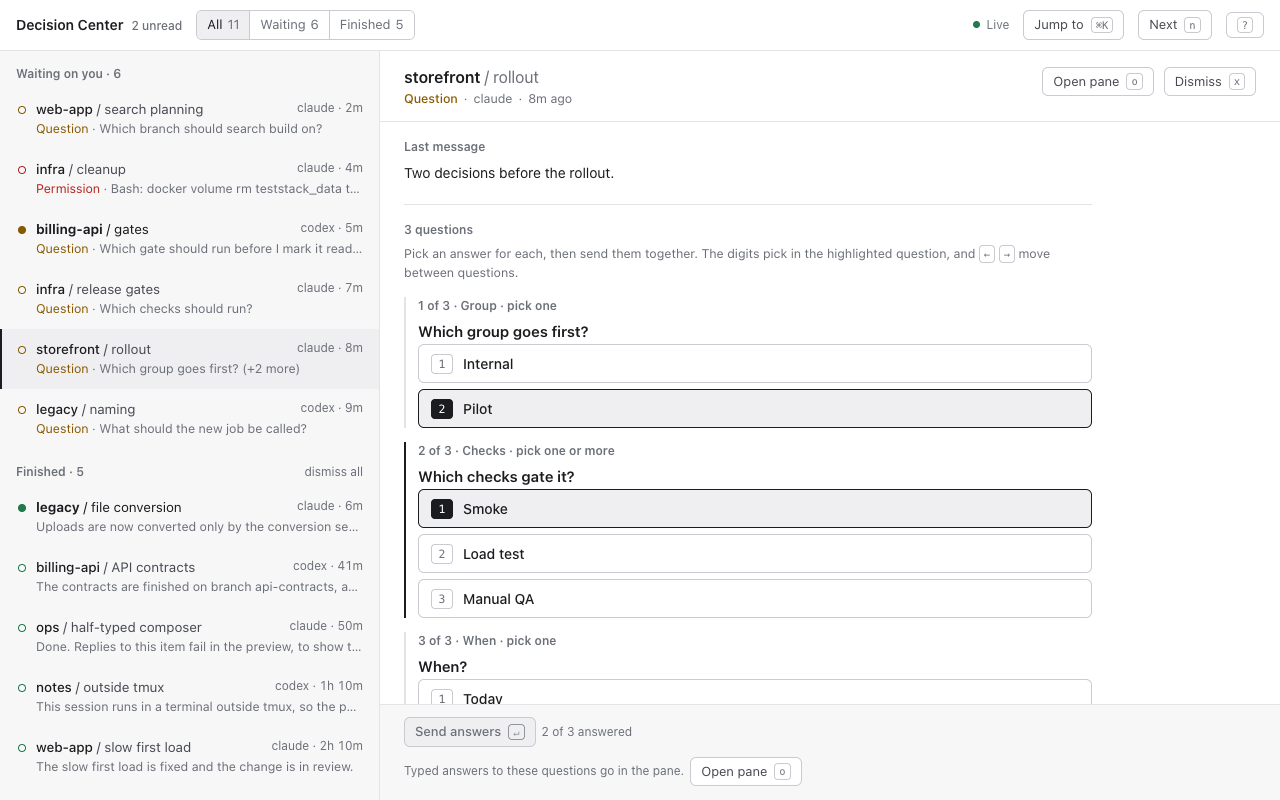 Decision Center 2 unread All 11 Waiting 6 Finished 5 Live Jump to ⌘K Next n ?
Waiting on you · 6
web-app / search planning claude · 2m
Question · Which branch should search build on?
infra / cleanup claude · 4m
Permission · Bash: docker volume rm teststack_data t…
billing-api / gates codex · 5m
Question · Which gate should run before I mark it read…
infra / release gates claude · 7m
Question · Which checks should run?
storefront / rollout claude · 8m
Question · Which group goes first? (+2 more)
legacy / naming codex · 9m
Question · What should the new job be called?
Finished · 5 dismiss all
legacy / file conversion claude · 6m
Uploads are now converted only by the conversion se…
billing-api / API contracts codex · 41m
The contracts are finished on branch api-contracts, a…
ops / half-typed composer claude · 50m
Done. Replies to this item fail in the preview, to show t…
notes / outside tmux codex · 1h 10m
This session runs in a terminal outside tmux, so the p…
web-app / slow first load claude · 2h 10m
The slow first load is fixed and the change is in review.
storefront / rollout Open pane o Dismiss x
Question · claude · 8m ago
Last message
Two decisions before the rollout.
3 questions
Pick an answer for each, then send them together. The digits pick in the highlighted question, and ← → move
between questions.
1 of 3 · Group · pick one
Which group goes first?
1 Internal
2 Pilot
2 of 3 · Checks · pick one or more
Which checks gate it?
1 Smoke
2 Load test
3 Manual QA
3 of 3 · When · pick one
When?
1 Today
Send answers ↵ 2 of 3 answered
Typed answers to these questions go in the pane. Open pane o